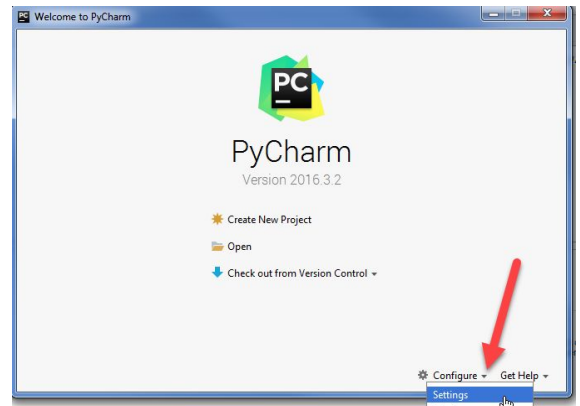 Welcome to PyCharm
PC
PyCharm
Version 2016.3.2
Create New Project
Open
Check out from Version Control
Configure
Get Help
Settings